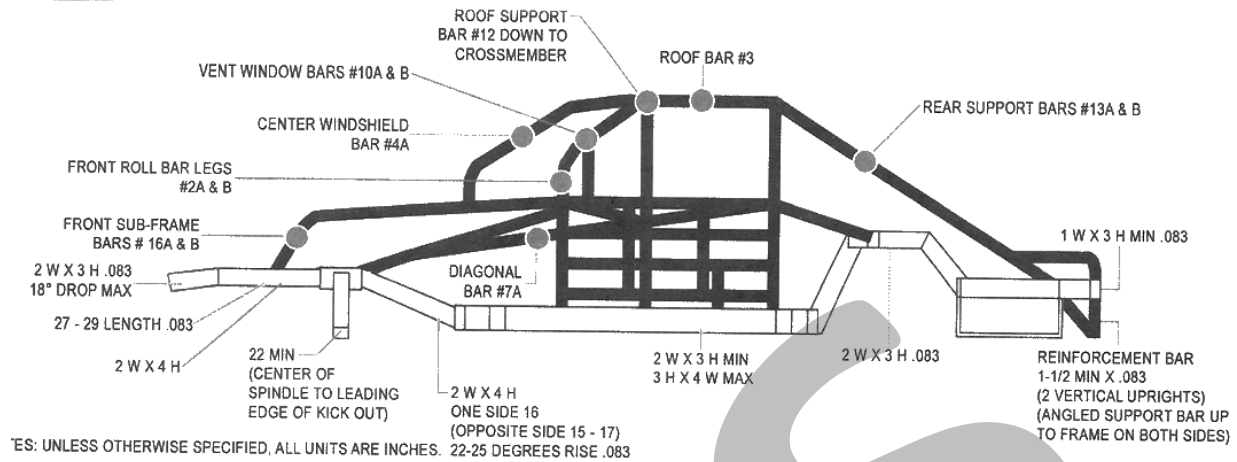 ROOF SUPPORT
BAR #12 DOWN TO
CROSSMEMBER
ROOF BAR #3
VENT WINDOW BARS #10A & B
REAR SUPPORT BARS #13A & B
CENTER WINDSHIELD
BAR #4A
FRONT ROLL BAR LEGS
#2A & B
FRONT SUB-FRAME
BARS # 16A & B
1 W X 3 H MIN .083
2 W X 3 H .083
18° DROP MAX
DIAGONAL
BAR #7A
27 - 29 LENGTH .083
2 W X 4 H
22 MIN
(CENTER OF
SPINDLE TO LEADING
EDGE OF KICK OUT)
2 W X 4 H
ONE SIDE 16
(OPPOSITE SIDE 15 - 17)
22-25 DEGREES RISE .083
2 W X 3 H MIN
3 H X 4 W MAX
2 W X 3 H .083
REINFORCEMENT BAR
1-1/2 MIN X .083
(2 VERTICAL UPRIGHTS)
(ANGLED SUPPORT BAR UP
TO FRAME ON BOTH SIDES)
ES: UNLESS OTHERWISE SPECIFIED, ALL UNITS ARE INCHES.